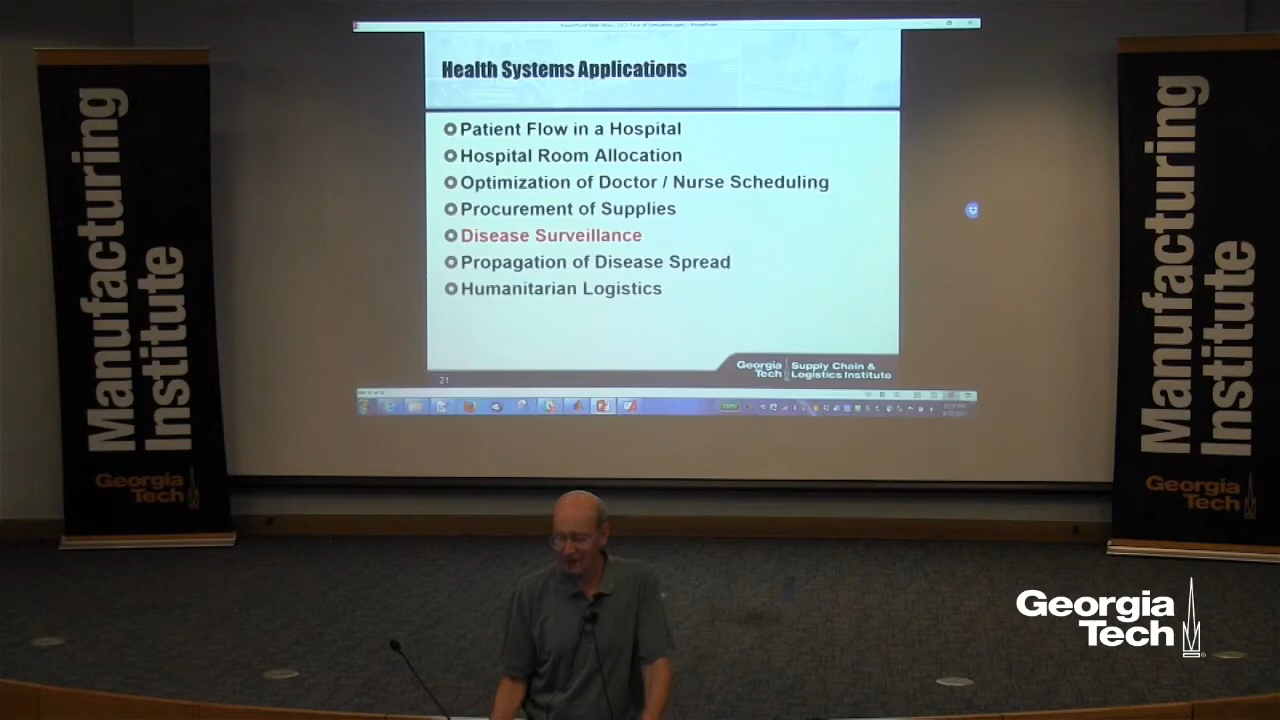 Health Systems Applications
Patient Flow in a Hospital
Hospital Room Allocation
Optimization of Doctor / Nurse Scheduling
Procurement of Supplies
Disease Surveillance
Propagation of Disease Spread
Humanitarian Logistics
21
Georgia Tech
Supply Chain &
Logistics Institute
Manufacturing
Institute
Georgia
Tech
Manufacturing
Institute
Georgia
Tech
Georgia
Tech